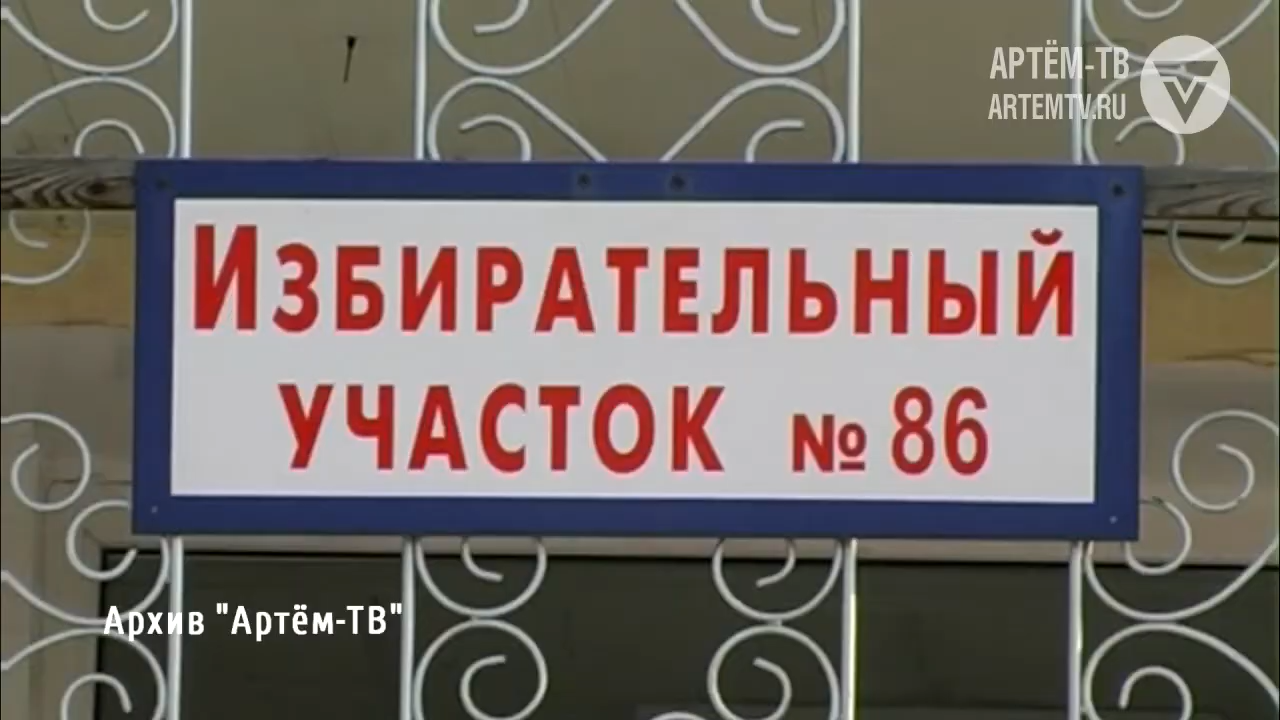 АРТЁМ-ТВ
ARTEMTV.RU
ИЗБИРАТЕЛЬНЫЙ
УЧАСТОК № 86
Архив "Артём-ТВ"